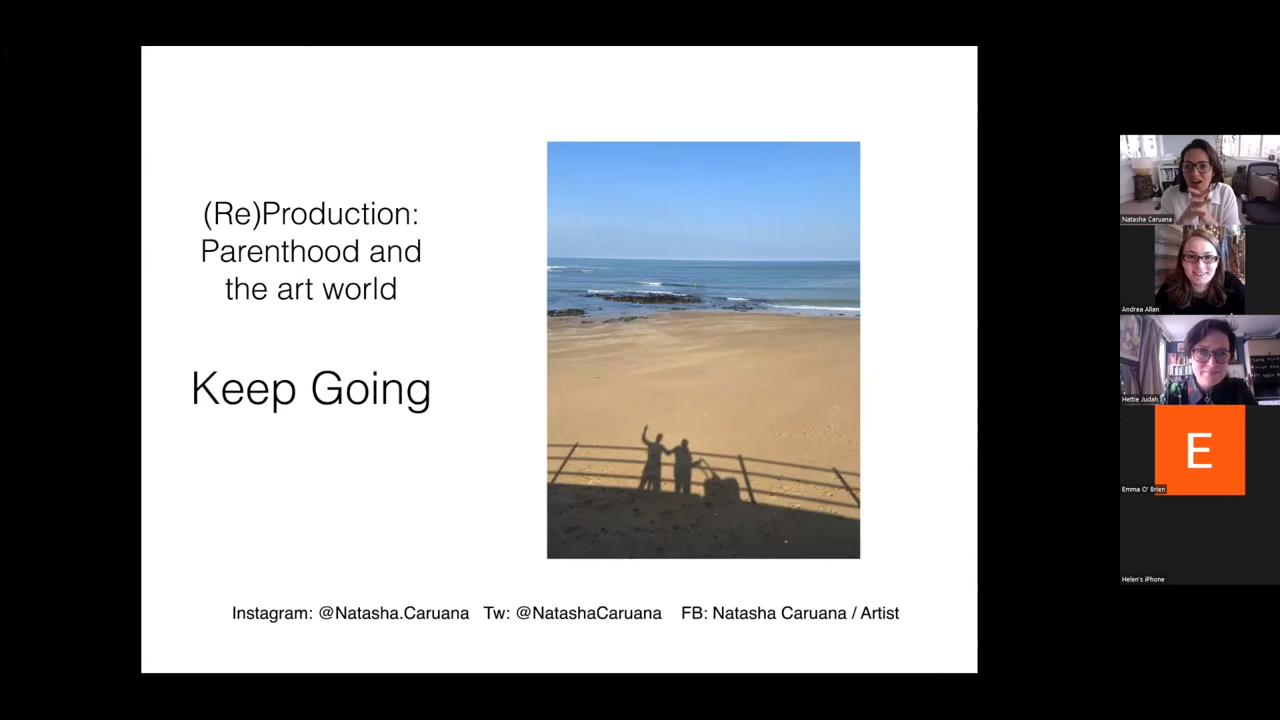 (Re)Production:
Parenthood and
the art world
Keep Going
Instagram: @Natasha.Caruana Tw: @NatashaCaruana FB: Natasha Caruana / Artist
Natasha Caruana
Andrea Allan
Hettie Judah
E
Emma O' Brien
Helen's iPhone